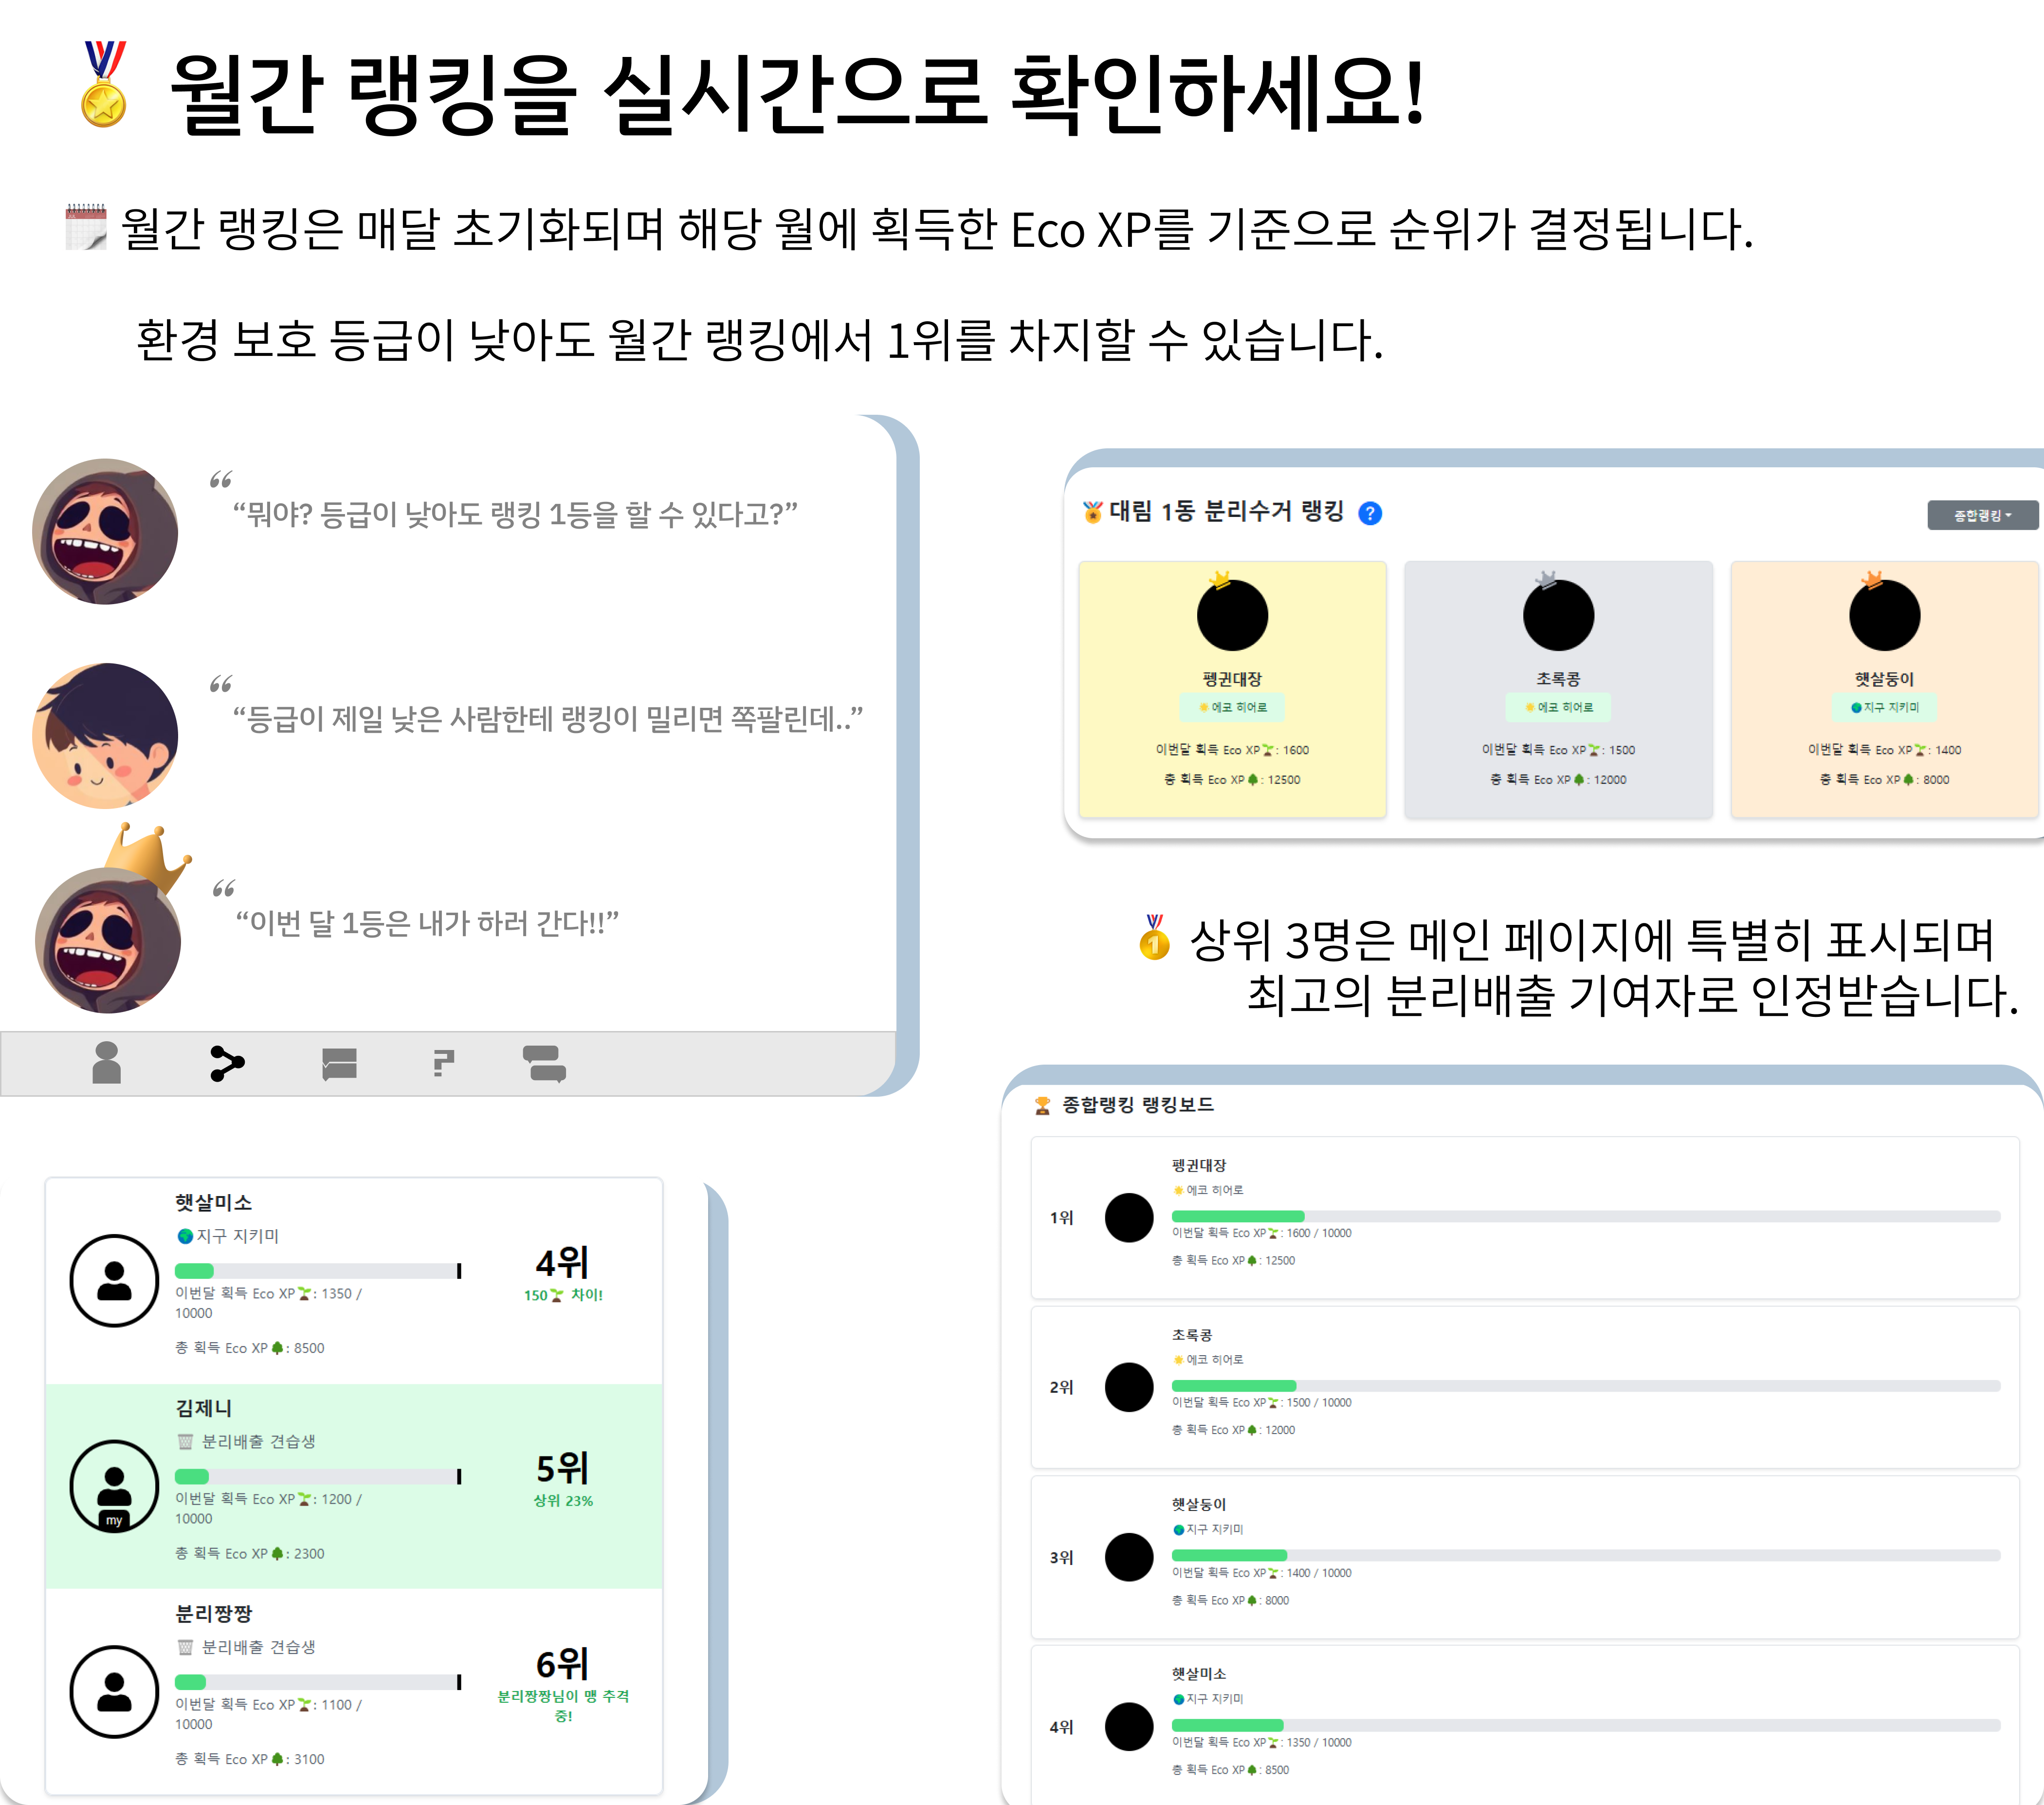 월간 랭킹을 실시간으로 확인하세요!
월간 랭킹은 매달 초기화되며 해당 월에 획득한 Eco XP를 기준으로 순위가 결정됩니다.
환경 보호 등급이 낮아도 월간 랭킹에서 1위를 차지할 수 있습니다.
“
“뭐야? 등급이 낮아도 랭킹 1등을 할 수 있다고?”
“
“등급이 제일 낮은 사람한테 랭킹이 밀리면 쪽팔린데..”
“
“이번 달 1등은 내가 하러 간다!!”
?
대림 1동 분리수거 랭킹 ?
종합랭킹
펭귄대장
에코 히어로
이번달 획득 Eco XP: 1600
총 획득 Eco XP: 12500
초록콩
에코 히어로
이번달 획득 Eco XP: 1500
총 획득 Eco XP: 12000
햇살둥이
지구 지키미
이번달 획득 Eco XP: 1400
총 획득 Eco XP: 8000
1 상위 3명은 메인 페이지에 특별히 표시되며
최고의 분리배출 기여자로 인정받습니다.
햇살미소
지구 지키미
이번달 획득 Eco XP: 1350 /
10000
총 획득 Eco XP: 8500
4위
150 차이!
김제니
분리배출 견습생
이번달 획득 Eco XP: 1200 /
10000
총 획득 Eco XP: 2300
my
5위
상위 23%
분리짱짱
분리배출 견습생
이번달 획득 Eco XP: 1100 /
10000
총 획득 Eco XP: 3100
6위
분리짱짱님이 맹 추격
중!
종합랭킹 랭킹보드
1위
펭귄대장
에코 히어로
이번달 획득 Eco XP: 1600 / 10000
총 획득 Eco XP: 12500
2위
초록콩
에코 히어로
이번달 획득 Eco XP: 1500 / 10000
총 획득 Eco XP: 12000
3위
햇살둥이
지구 지키미
이번달 획득 Eco XP: 1400 / 10000
총 획득 Eco XP: 8000
4위
햇살미소
지구 지키미
이번달 획득 Eco XP: 1350 / 10000
총 획득 Eco XP: 8500